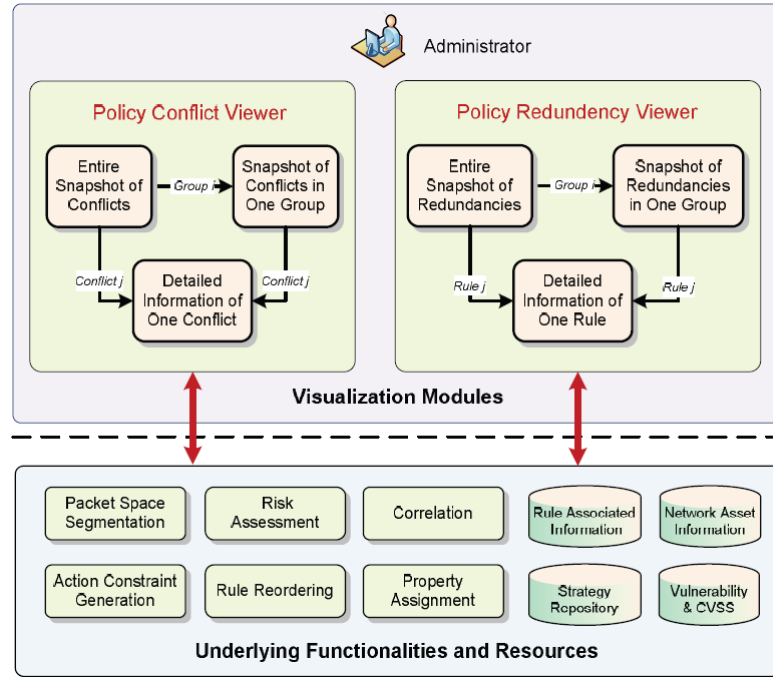 Administrator
Policy Conflict Viewer
Entire
Snapshot of
Conflicts
Group i
Snapshot of
Conflicts in
One Group
Conflict j
Conflict j
Detailed
Information of
One Conflict
Policy Redundency Viewer
Entire
Snapshot of
Redundancies
Group i
Snapshot of
Redundancies
in One Group
Rule j
Rule j
Detailed
Information of
One Rule
Visualization Modules
Packet Space
Segmentation
Risk
Assessment
Correlation
Rule Associated
Information
Network Asset
Information
Action Constraint
Generation
Rule Reordering
Property
Assignment
Strategy
Repository
Vulnerability
& CVSS
Underlying Functionalities and Resources